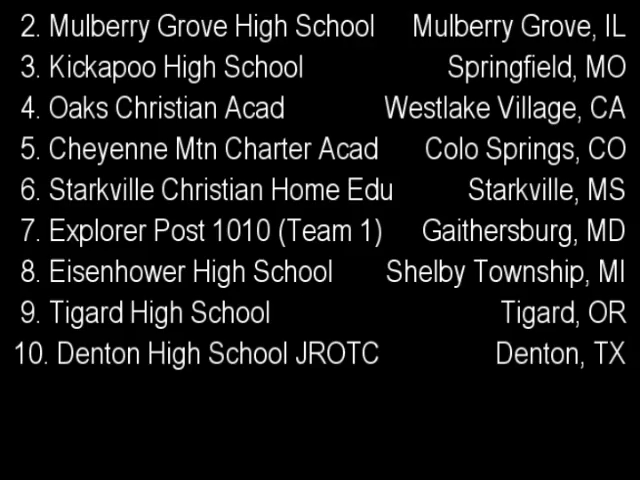 2. Mulberry Grove High School Mulberry Grove, IL
3. Kickapoo High School Springfield, MO
4. Oaks Christian Acad Westlake Village, CA
5. Cheyenne Mtn Charter Acad Colo Springs, CO
6. Starkville Christian Home Edu Starkville, MS
7. Explorer Post 1010 (Team 1) Gaithersburg, MD
8. Eisenhower High School Shelby Township, MI
9. Tigard High School Tigard, OR
10. Denton High School JROTC Denton, TX